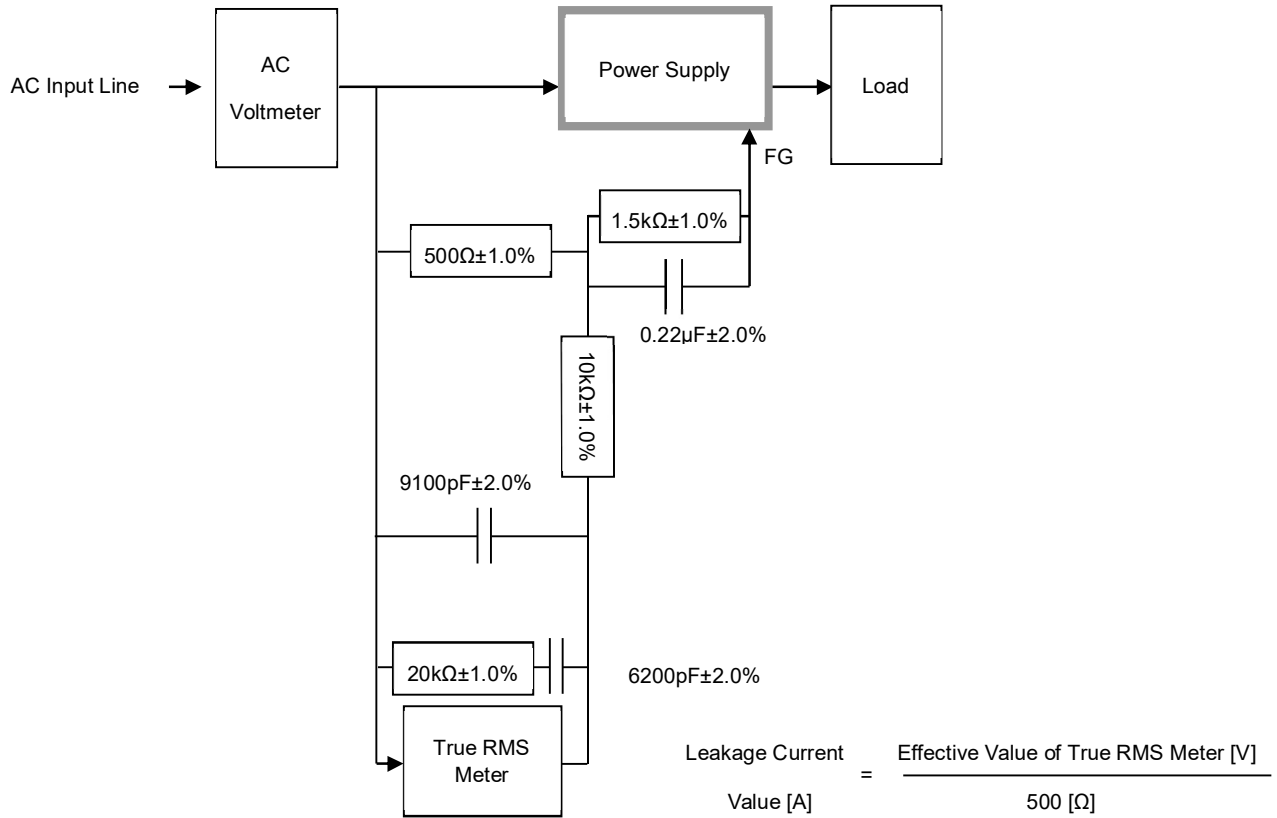 AC Input Line
AC
Voltmeter
Power Supply
Load
FG
1.5kΩ±1.0%
500Ω±1.0%
0.22µF±2.0%
10kΩ±1.0%
9100pF±2.0%
20kΩ±1.0%
6200pF±2.0%
True RMS
Meter
Leakage Current
Value [A]
=
Effective Value of True RMS Meter [V]
500 [Ω]